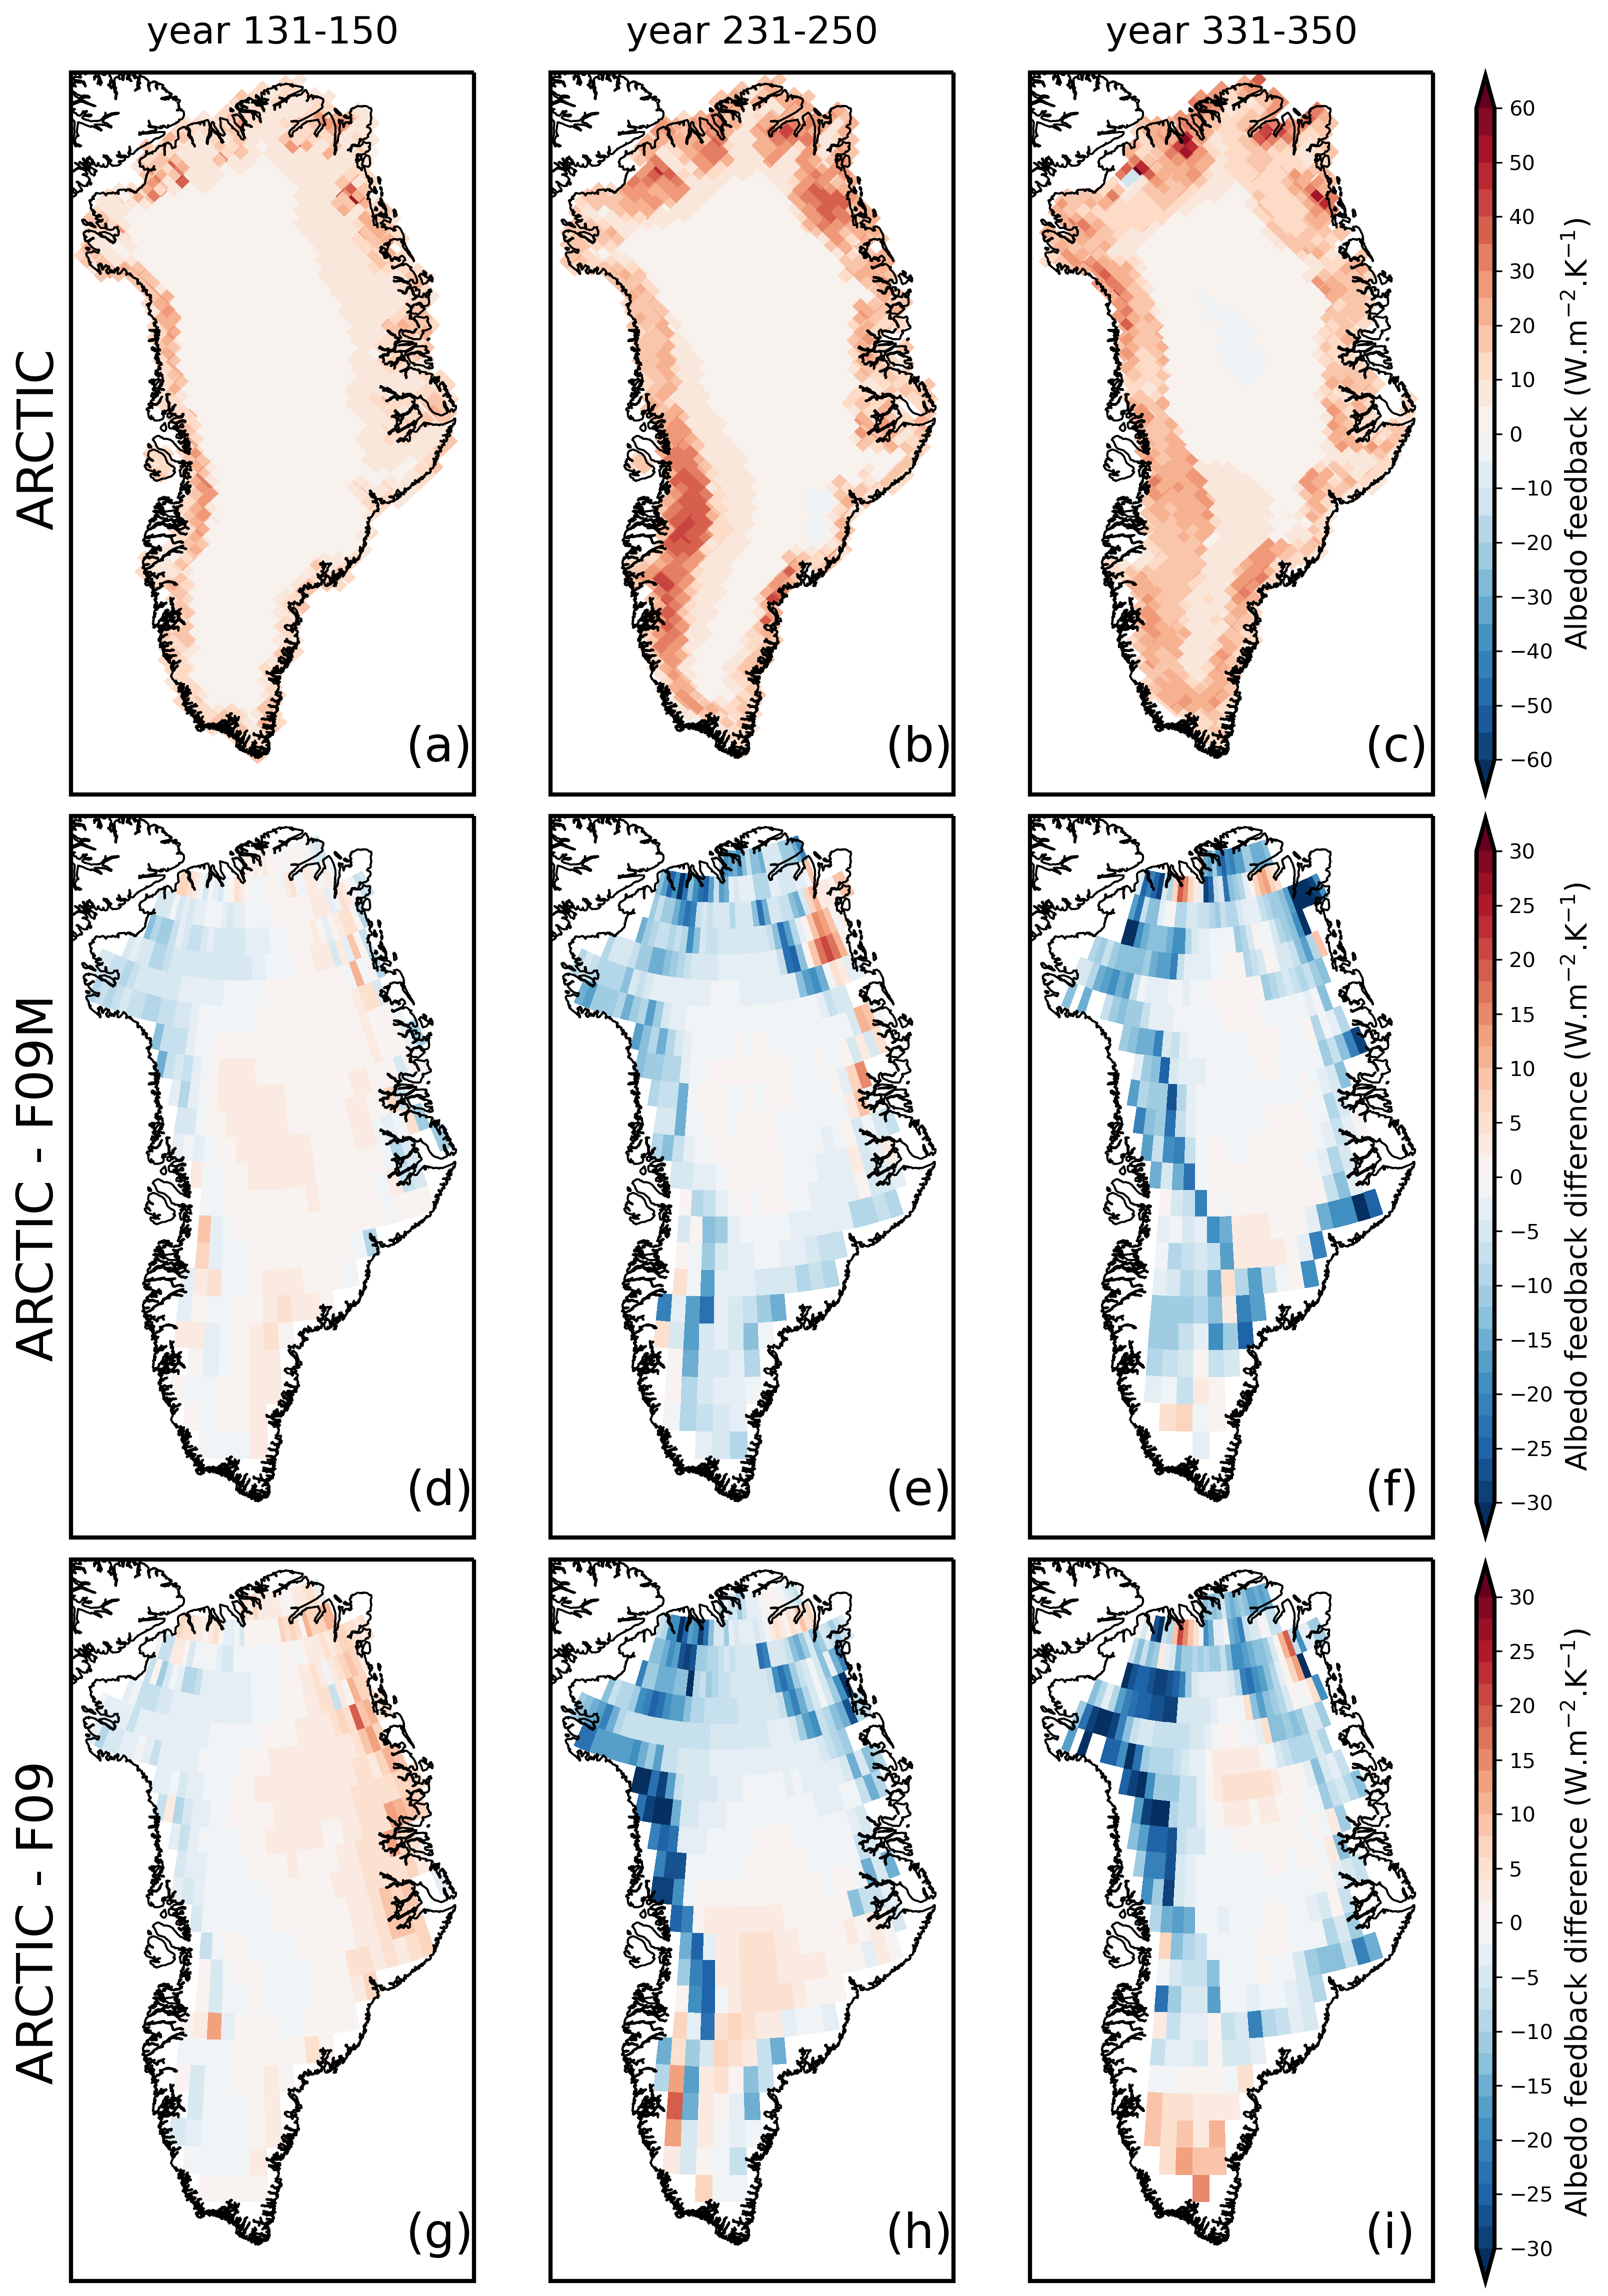 year 131-150
year 231-250
year 331-350
ARCTIC
(a)
(b)
(c)
60
50
40
30
20
10
0
−10
−20
−30
−40
−50
−60
Albedo feedback (W.m−2.K−1)
ARCTIC - F09M
(d)
(e)
(f)
30
25
20
15
10
5
0
−5
−10
−15
−20
−25
−30
Albedo feedback difference (W.m−2.K−1)
ARCTIC - F09
(g)
(h)
(i)
30
25
20
15
10
5
0
−5
−10
−15
−20
−25
−30
Albedo feedback difference (W.m−2.K−1)